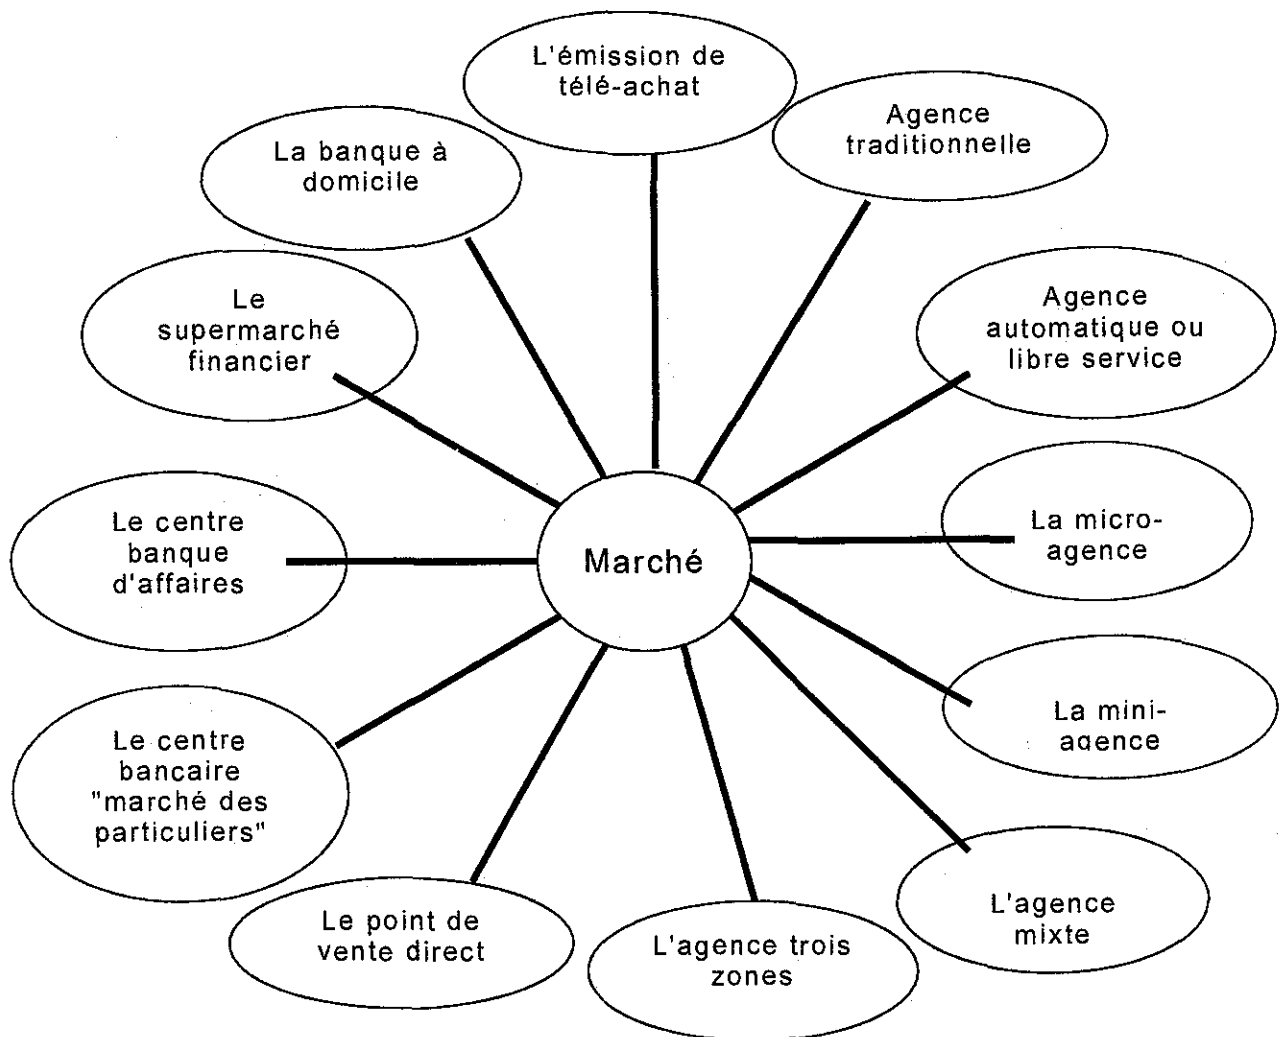 L'émission de
télé-achat
Agence
traditionnelle
La banque à
domicile
Le
supermarché
financier
Agence
automatique ou
libre service
Le centre
banque
d'affaires
Marché
La micro-
agence
La mini-
agence
Le centre
bancaire
"marché des
particuliers"
L'agence
mixte
Le point de
vente direct
L'agence trois
zones